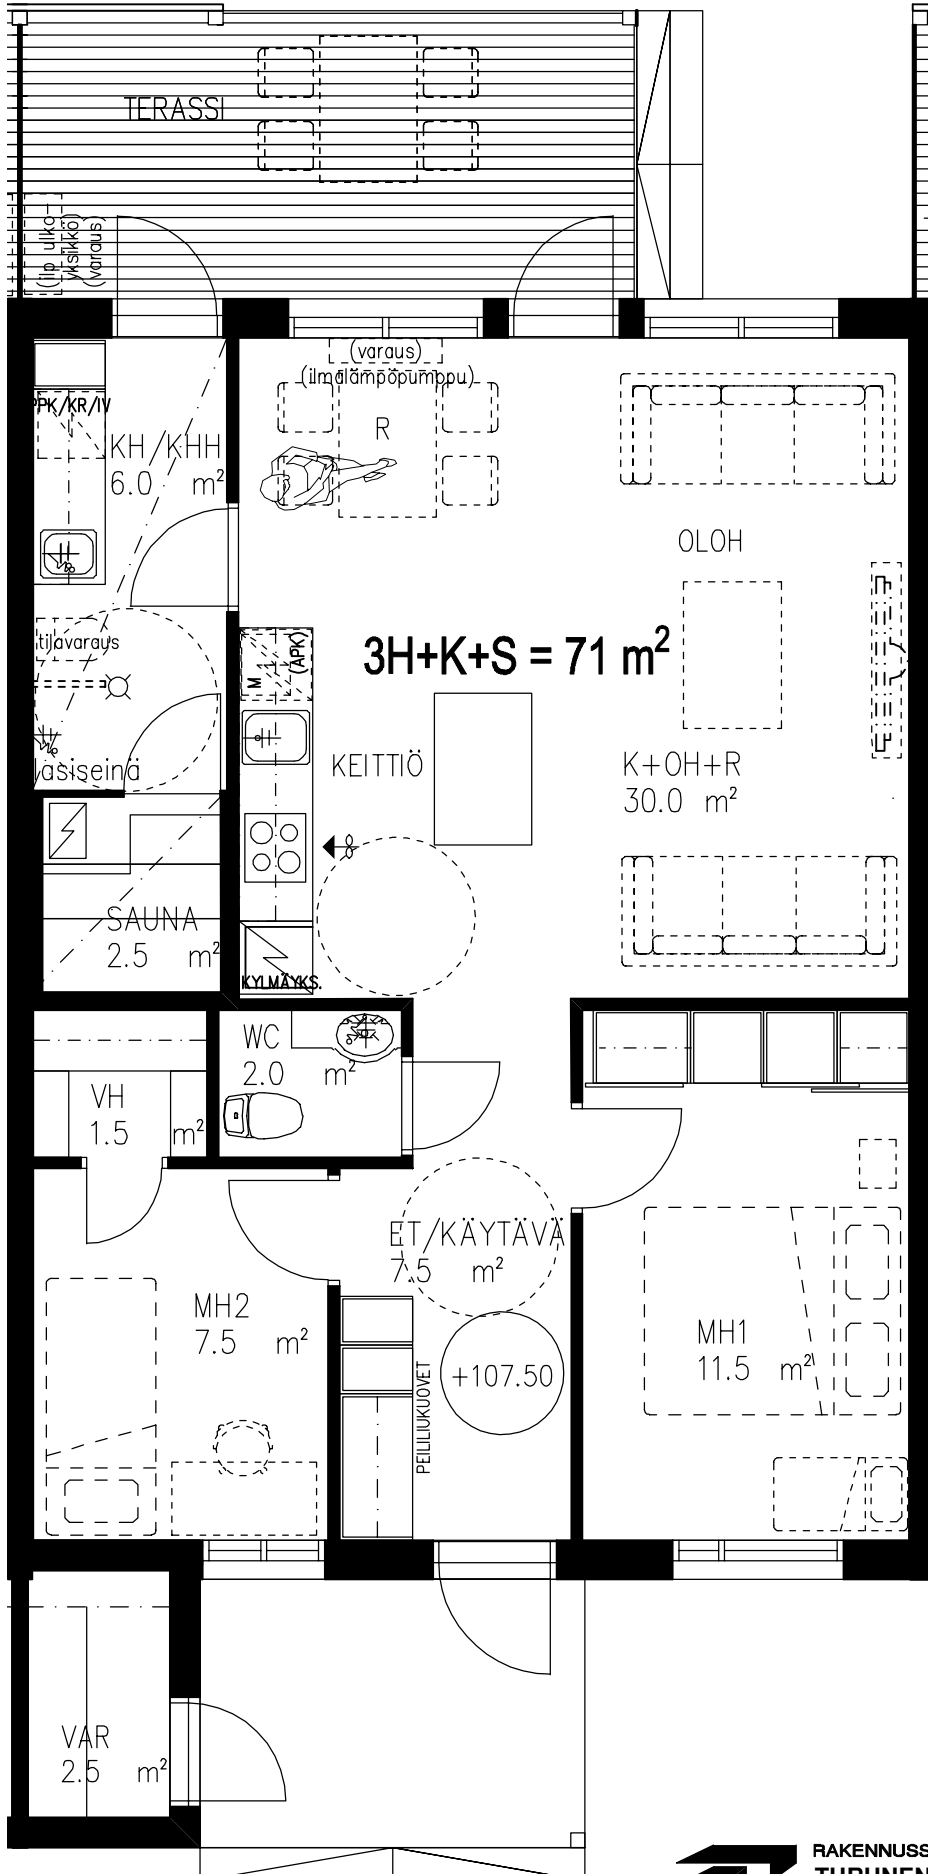 TERASSI
(ilp ulko-
yksikkö)
(varaus)
(varaus)
(ilmalämpöpumppu)
PPK/KR/IV
R
KH/KHH
6.0 m²
OLOH
tilavaraus
M
(APK)
3H+K+S = 71 m²
lasiseinä
KEITTIÖ
K+OH+R
30.0 m²
SAUNA
2.5 m²
KYLMÄYKS.
WC
2.0 m²
VH
1.5 m²
ET/KÄYTÄVÄ
7.5 m²
MH2
7.5 m²
MH1
11.5 m²
+107.50
PEILILIUKUOVET
VAR
2.5 m²
RAKENNUSS
TURUNEN